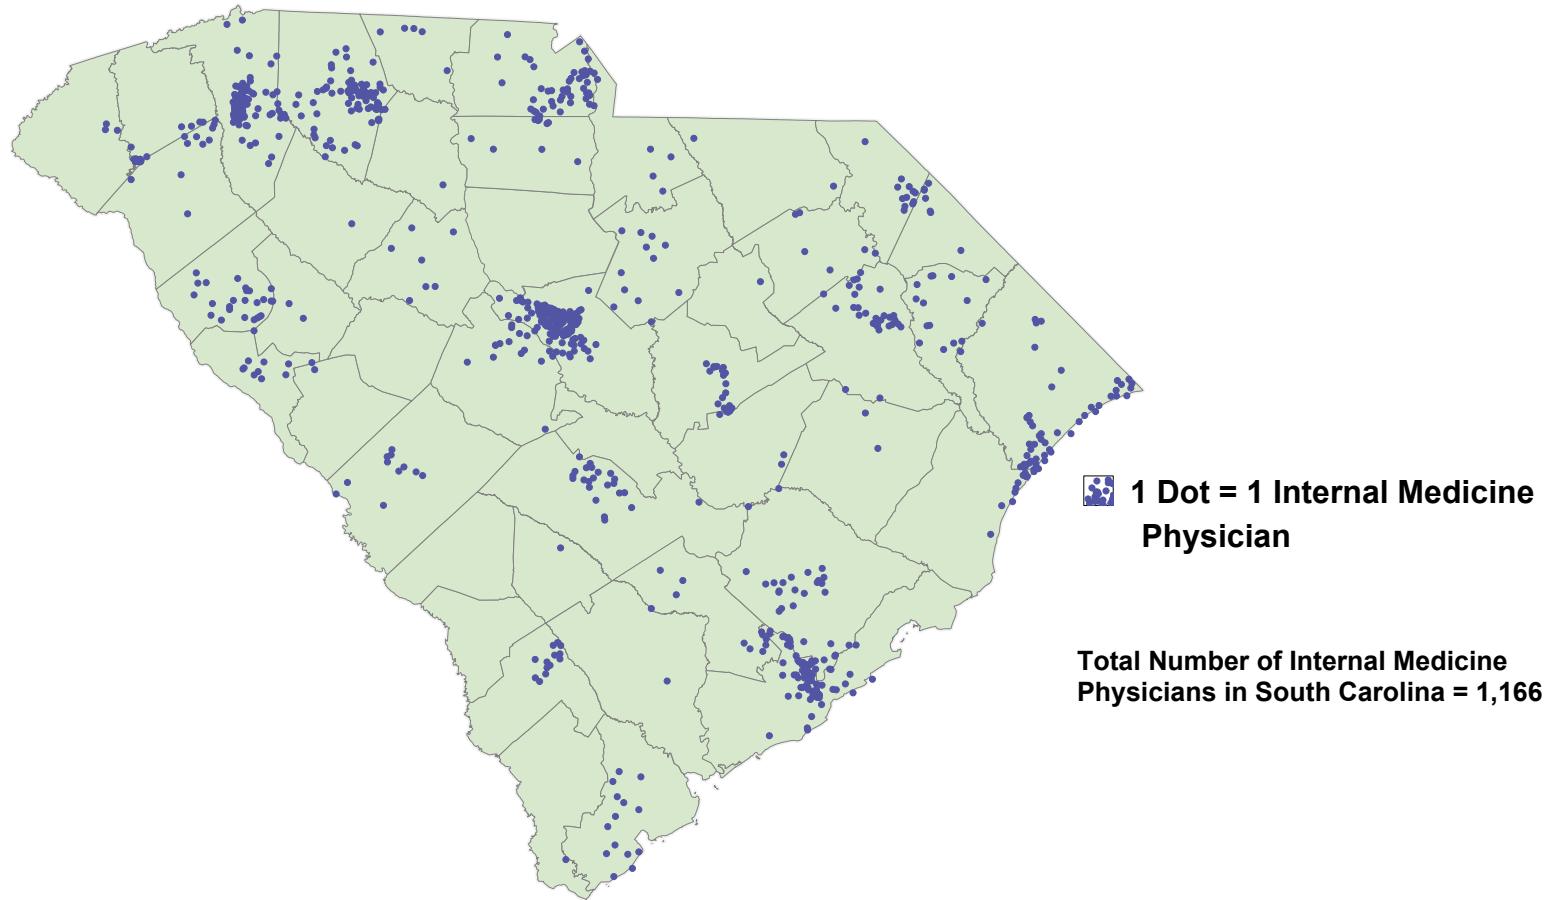 1 Dot = 1 Internal Medicine
Physician
Total Number of Internal Medicine
Physicians in South Carolina = 1,166